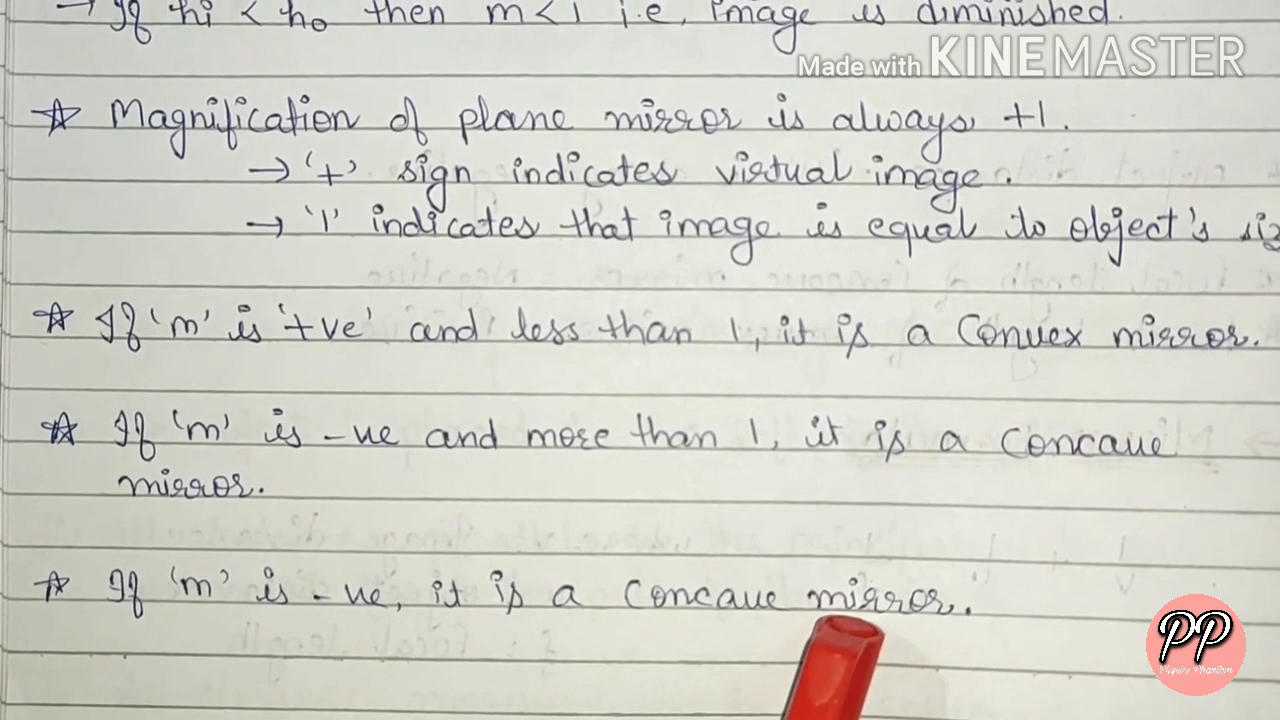 → If hi < ho then m < 1 i.e, image is diminished.
Made with KINEMASTER
☆ Magnification of plane mirror is always +1.
→ '+' sign indicates virtual image.
→ '1' indicates that image is equal to object's siz
☆ If 'm' is '+ve' and less than 1, it is a Convex mirror.
☆ If 'm' is -ve and more than 1, it is a Concave
mirror.
☆ If 'm' is -ve, it is a concave mirror.
PP
Physics Phantom